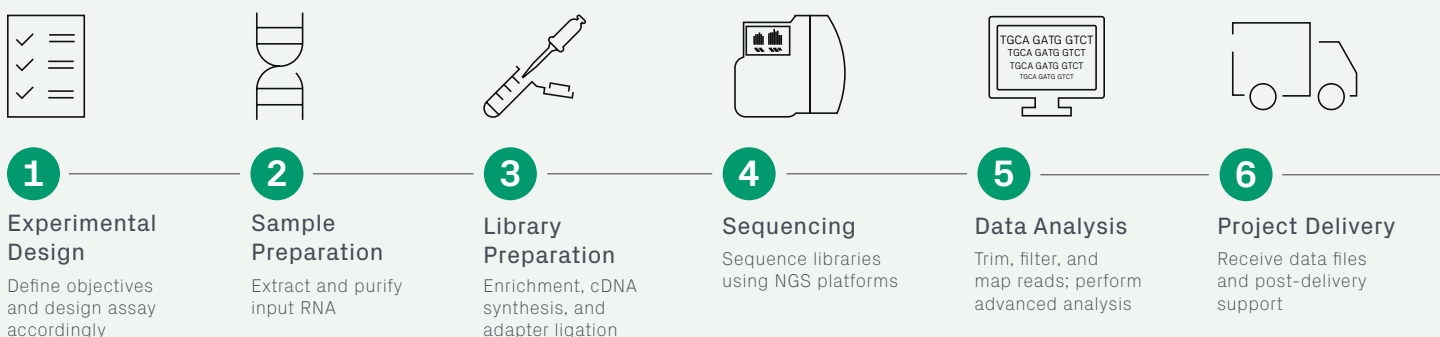 TGCA GATG GTCT
TGCA GATG GTCT
TGCA GATG GTCT
TGCA GATG GTCT
1
Experimental
Design
Define objectives
and design assay
accordingly
2
Sample
Preparation
Extract and purify
input RNA
3
Library
Preparation
Enrichment, cDNA
synthesis, and
adapter ligation
4
Sequencing
Sequence libraries
using NGS platforms
5
Data Analysis
Trim, filter, and
map reads; perform
advanced analysis
6
Project Delivery
Receive data files
and post-delivery
support